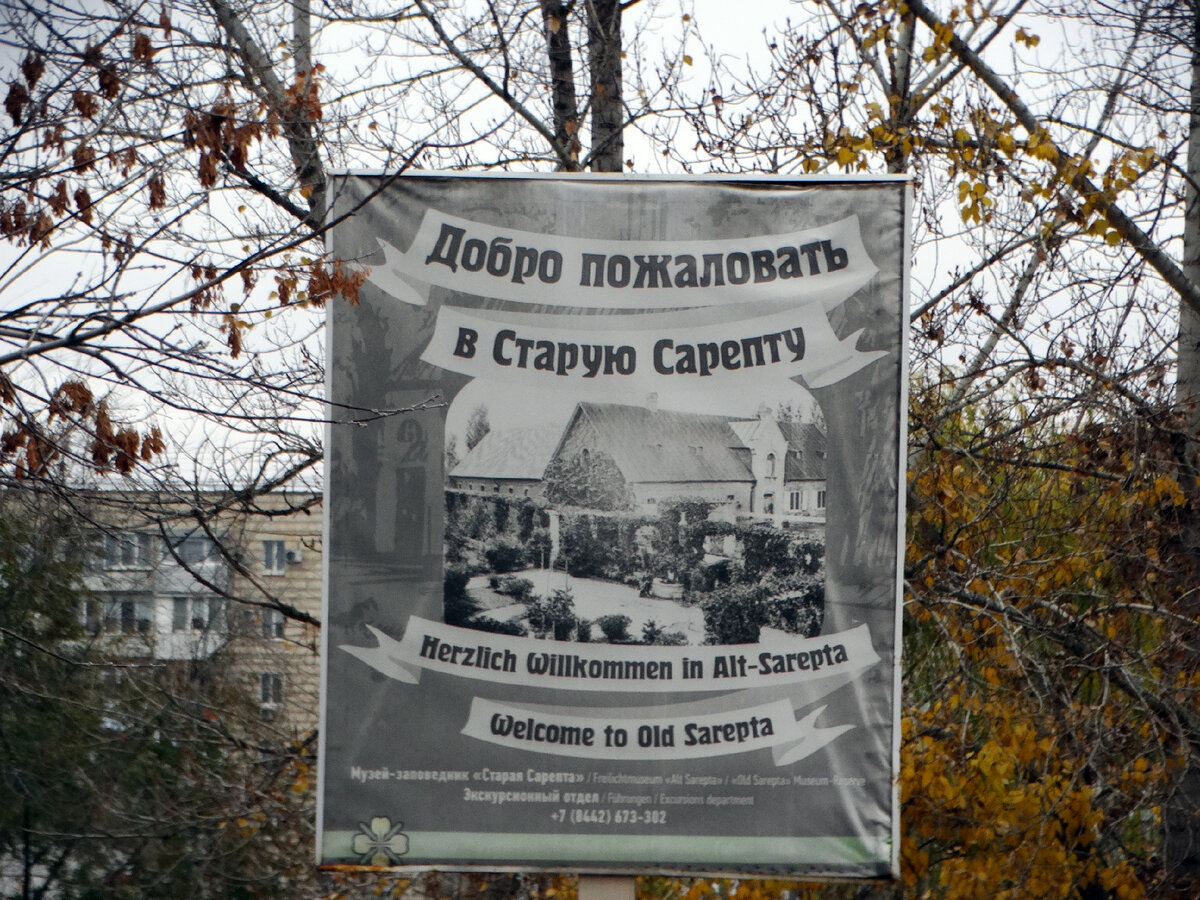 Добро пожаловать
в Старую Сарепту
Herzlich Willkommen in Alt-Sarepta
Welcome to Old Sarepta
Музей-заповедник «Старая Сарепта» / Freilichtmuseum «Alt Sarepta» / «Old Sarepta» Museum-Reserve
Экскурсионный отдел / Führungen / Excursions department
+7 (8442) 673-302